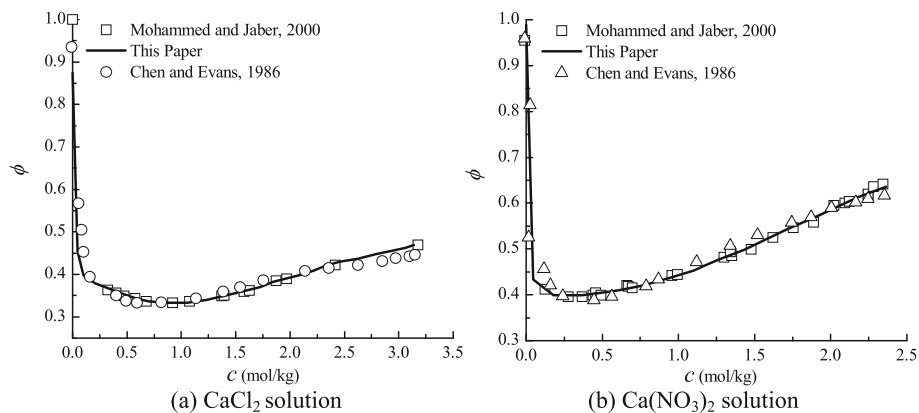 1.0
0.9
0.8
0.7
0.6
0.5
0.4
0.3
ϕ
Mohammed and Jaber, 2000
This Paper
Chen and Evans, 1986
0.0 0.5 1.0 1.5 2.0 2.5 3.0 3.5
c (mol/kg)
(a) CaCl₂ solution
1.0
0.9
0.8
0.7
0.6
0.5
0.4
0.3
ϕ
Mohammed and Jaber, 2000
This Paper
Chen and Evans, 1986
0.0 0.5 1.0 1.5 2.0 2.5
c (mol/kg)
(b) Ca(NO₃)₂ solution